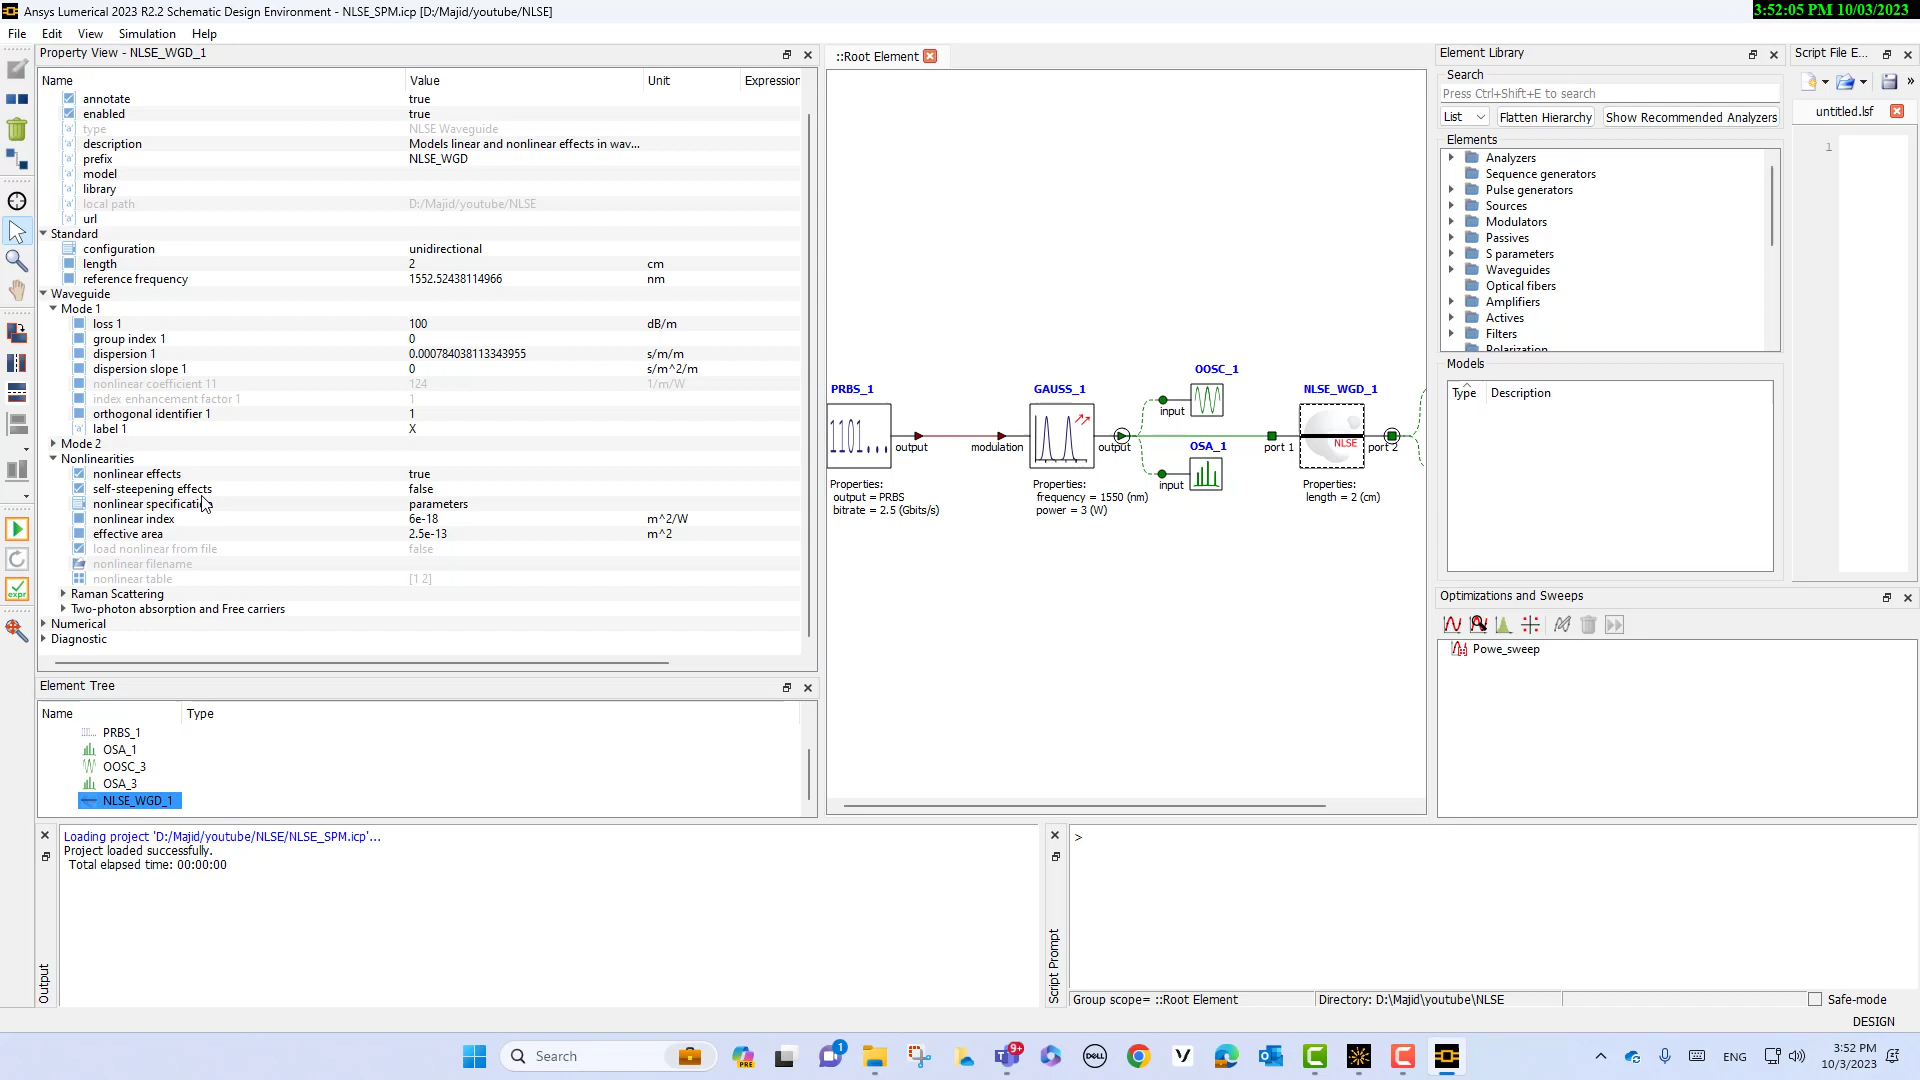 Ansys Lumerical 2023 R2.2 Schematic Design Environment - NLSE_SPM.icp [D:/Majid/youtube/NLSE]
3:52:05 PM 10/03/2023
File Edit View Simulation Help
Property View - NLSE_WGD_1
Name Value Unit Expression
annotate true
enabled true
type NLSE Waveguide
description Models linear and nonlinear effects in wav...
prefix NLSE_WGD
model
library
local path D:/Majid/youtube/NLSE
url
Standard
configuration unidirectional
length 2 cm
reference frequency 1552.52438114966 nm
Waveguide
Mode 1
loss 1 100 dB/m
group index 1 0
dispersion 1 0.000784038113343955 s/m/m
dispersion slope 1 0 s/m^2/m
nonlinear coefficient 11 124 1/m/W
index enhancement factor 1 1
orthogonal identifier 1 1
label 1 X
Mode 2
Nonlinearities
nonlinear effects true
self-steepening effects false
nonlinear specification parameters
nonlinear index 6e-18 m^2/W
effective area 2.5e-13 m^2
load nonlinear from file false
nonlinear filename
nonlinear table [1 2]
Raman Scattering
Two-photon absorption and Free carriers
Numerical
Diagnostic
Element Tree
Name Type
PRBS_1
OSA_1
OOSC_3
OSA_3
NLSE_WGD_1
::Root Element
PRBS_1
1101...
output
Properties:
output = PRBS
bitrate = 2.5 (Gbits/s)
GAUSS_1
modulation
output
Properties:
frequency = 1550 (nm)
power = 3 (W)
OOSC_1
input
OSA_1
input
NLSE_WGD_1
port 1
NLSE
port 2
Properties:
length = 2 (cm)
Element Library
Search
Press Ctrl+Shift+E to search
List Flatten Hierarchy Show Recommended Analyzers
Elements
Analyzers
Sequence generators
Pulse generators
Sources
Modulators
Passives
S parameters
Waveguides
Optical fibers
Amplifiers
Actives
Filters
Polarization
Models
Type Description
Script File E...
»
untitled.lsf
1
Optimizations and Sweeps
Powe_sweep
Loading project 'D:/Majid/youtube/NLSE/NLSE_SPM.icp'...
Project loaded successfully.
Total elapsed time: 00:00:00
Output
>
Script Prompt
Group scope= ::Root Element Directory: D:\Majid\youtube\NLSE Safe-mode
DESIGN
expr
Search
PRE
1
9+
DELL
V
ENG
3:52 PM
10/3/2023